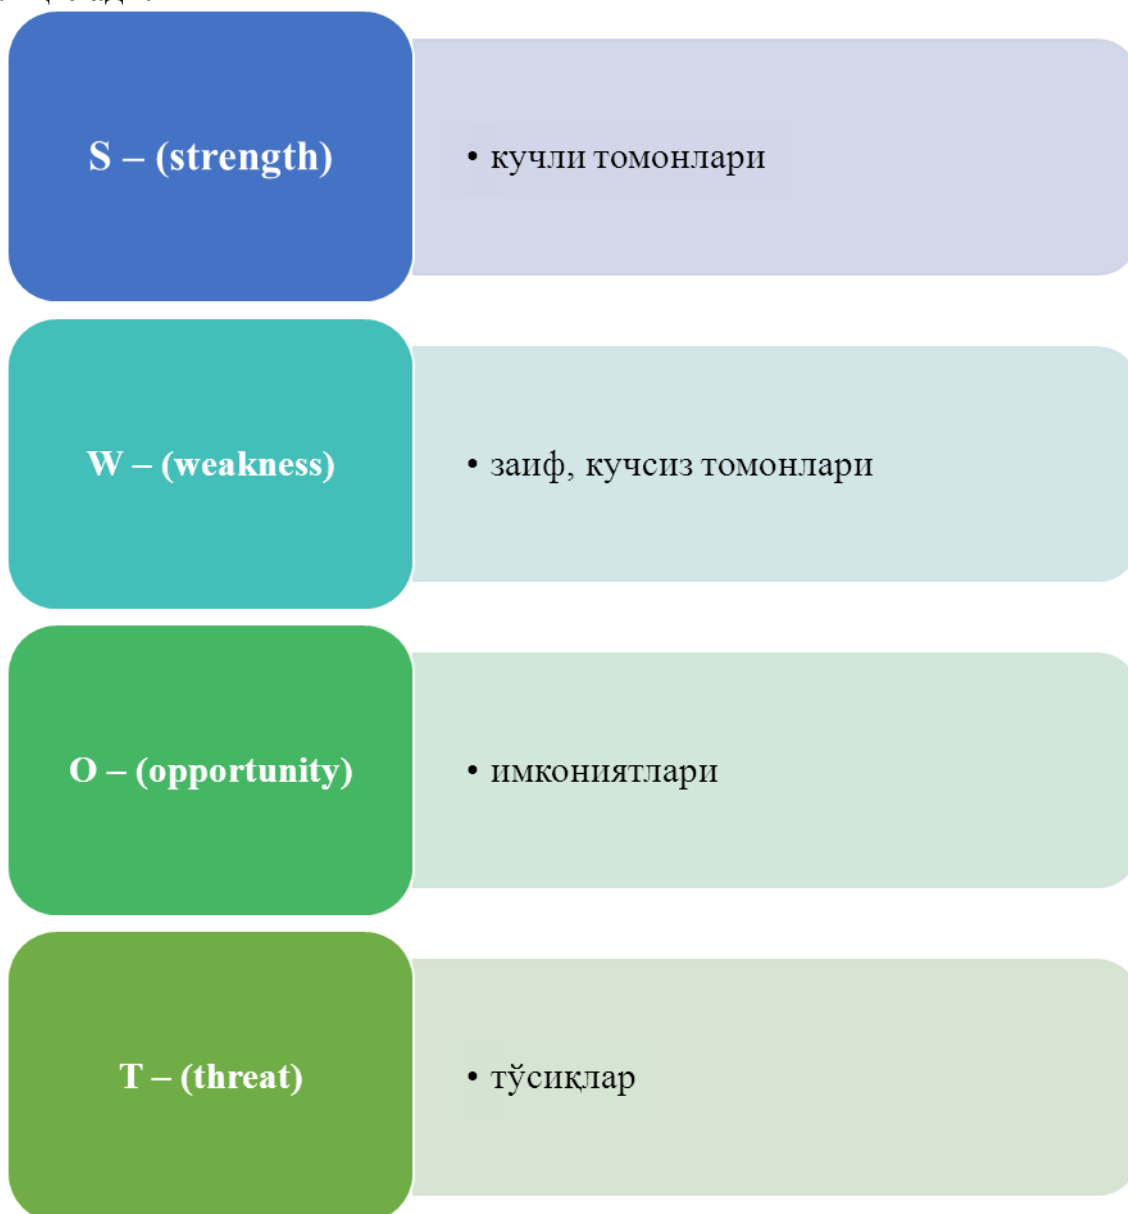 S – (strength)
• кучли томонлари
W – (weakness)
• заиф, кучсиз томонлари
O – (opportunity)
• имкониятлари
T – (threat)
• тўсиқлар